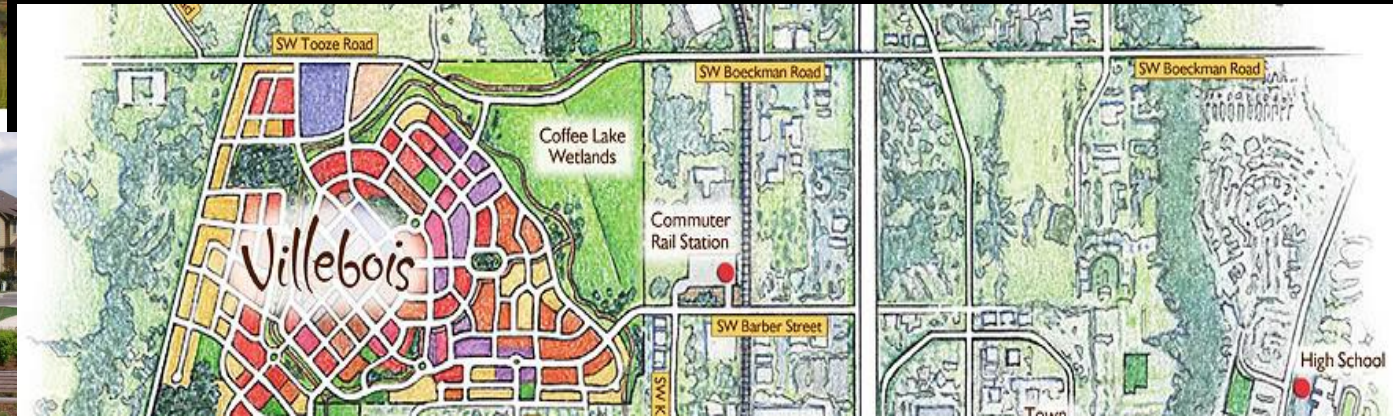 SW Tooze Road
SW Boeckman Road
SW Boeckman Road
Coffee Lake
Wetlands
Commuter
Rail Station
Villebois
SW Barber Street
High School
SW K
Town